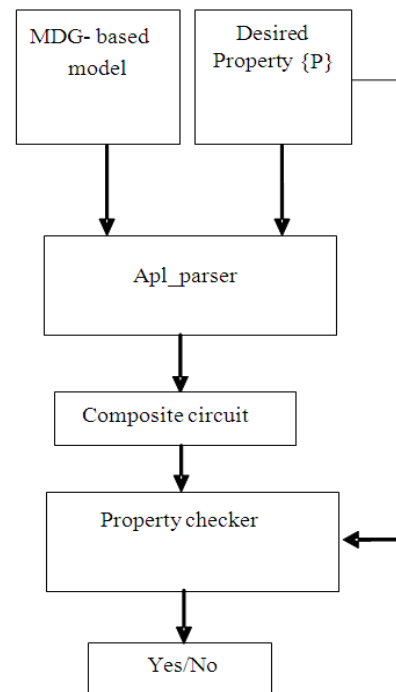 MDG- based
model
Desired
Property {P}
Apl_parser
Composite circuit
Property checker
Yes/No